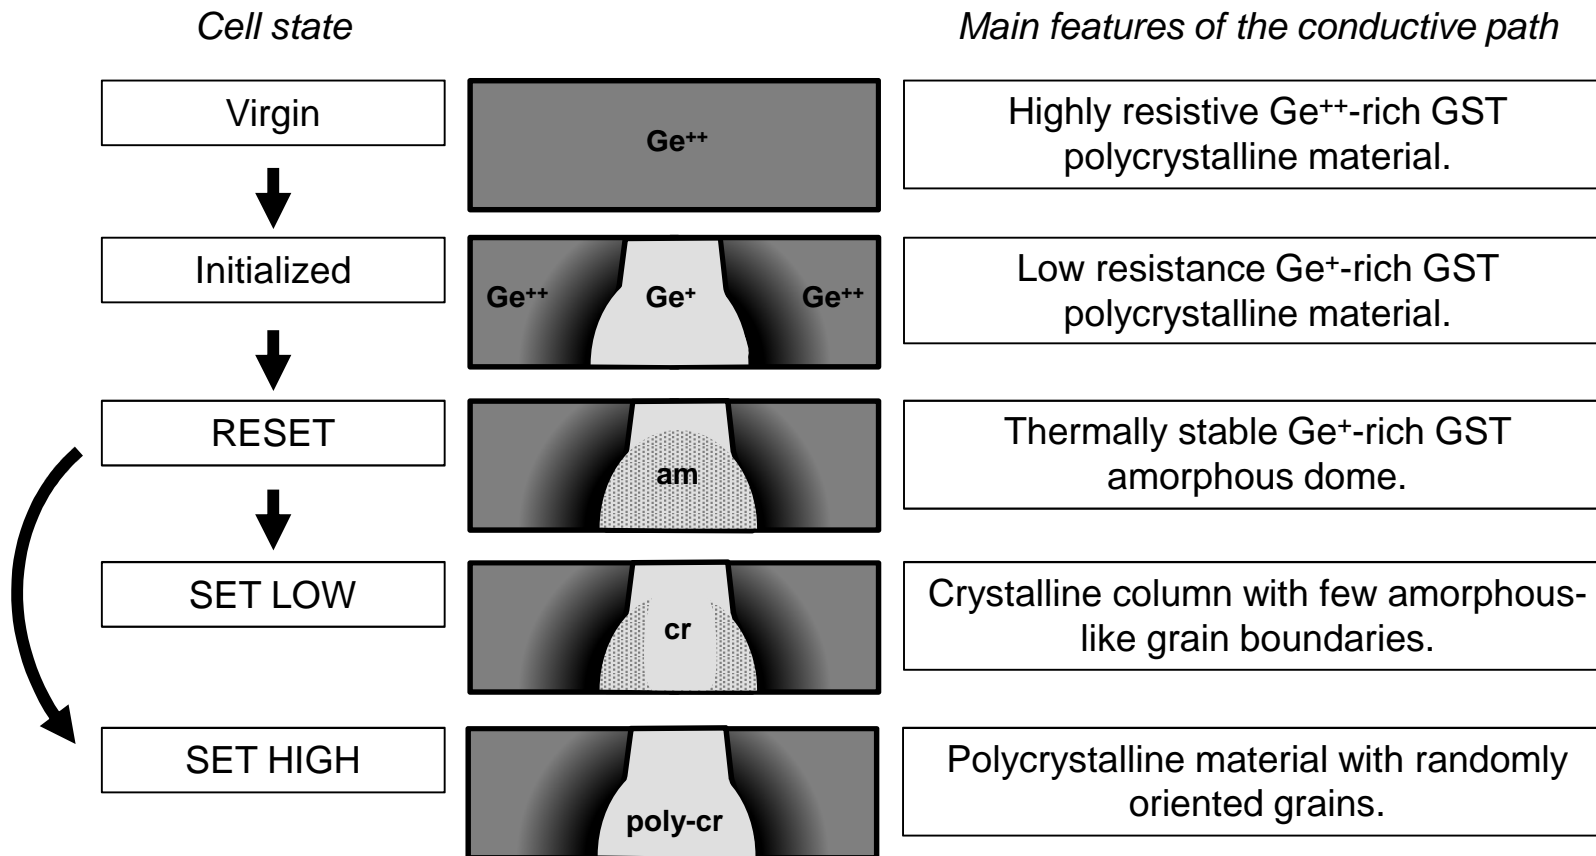 Cell state
Main features of the conductive path
Virgin
Ge⁺⁺
Highly resistive Ge⁺⁺-rich GST
polycrystalline material.
Initialized
Ge⁺⁺
Ge⁺
Ge⁺⁺
Low resistance Ge⁺-rich GST
polycrystalline material.
RESET
am
Thermally stable Ge⁺-rich GST
amorphous dome.
SET LOW
cr
Crystalline column with few amorphous-
like grain boundaries.
SET HIGH
poly-cr
Polycrystalline material with randomly
oriented grains.